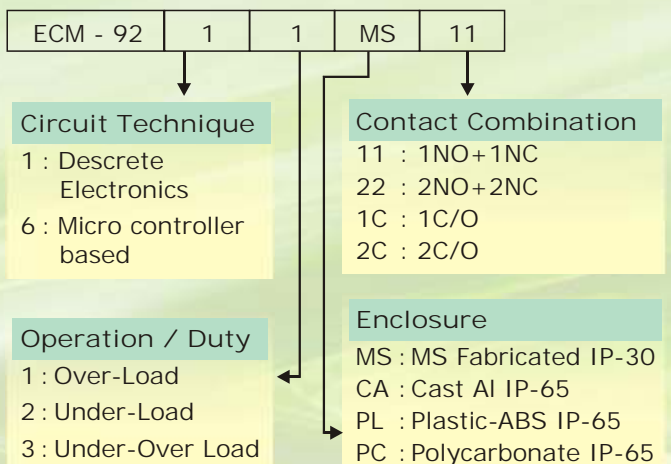 ECM - 92 1 1 MS 11
Circuit Technique
1 : Descrete
Electronics
6 : Micro controller
based
Contact Combination
11 : 1NO+1NC
22 : 2NO+2NC
1C : 1C/O
2C : 2C/O
Operation / Duty
1 : Over-Load
2 : Under-Load
3 : Under-Over Load
Enclosure
MS : MS Fabricated IP-30
CA : Cast Al IP-65
PL : Plastic-ABS IP-65
PC : Polycarbonate IP-65